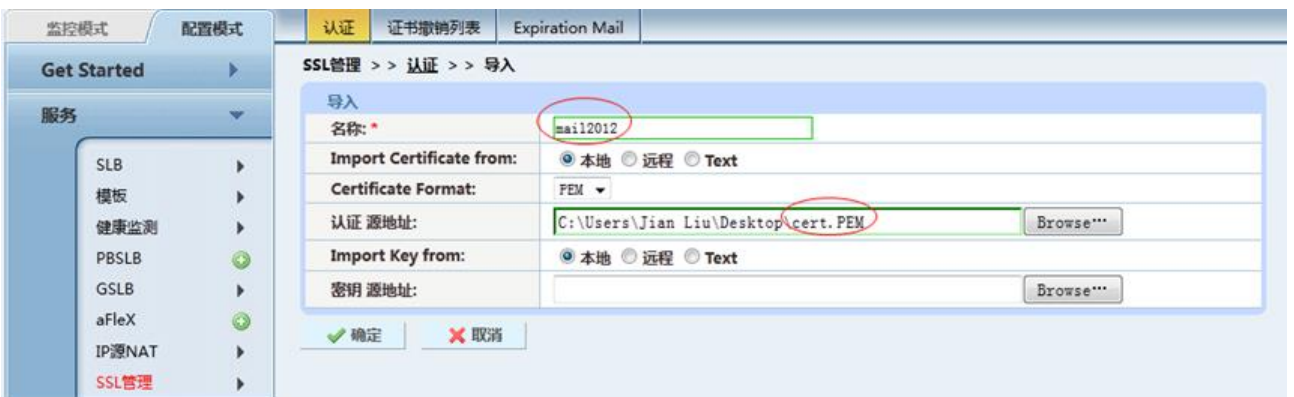 监控模式 配置模式 认证 证书撤销列表 Expiration Mail
Get Started
SSL管理 > > 认证 > > 导入
服务
导入
名称: * mail2012
Import Certificate from: 本地 远程 Text
Certificate Format: PEM
认证 源地址: C:\Users\Jian Liu\Desktop\cert.PEM Browse...
Import Key from: 本地 远程 Text
密钥 源地址: Browse...
确定 取消
SLB
模板
健康监测
PBSLB
GSLB
aFleX
IP源NAT
SSL管理